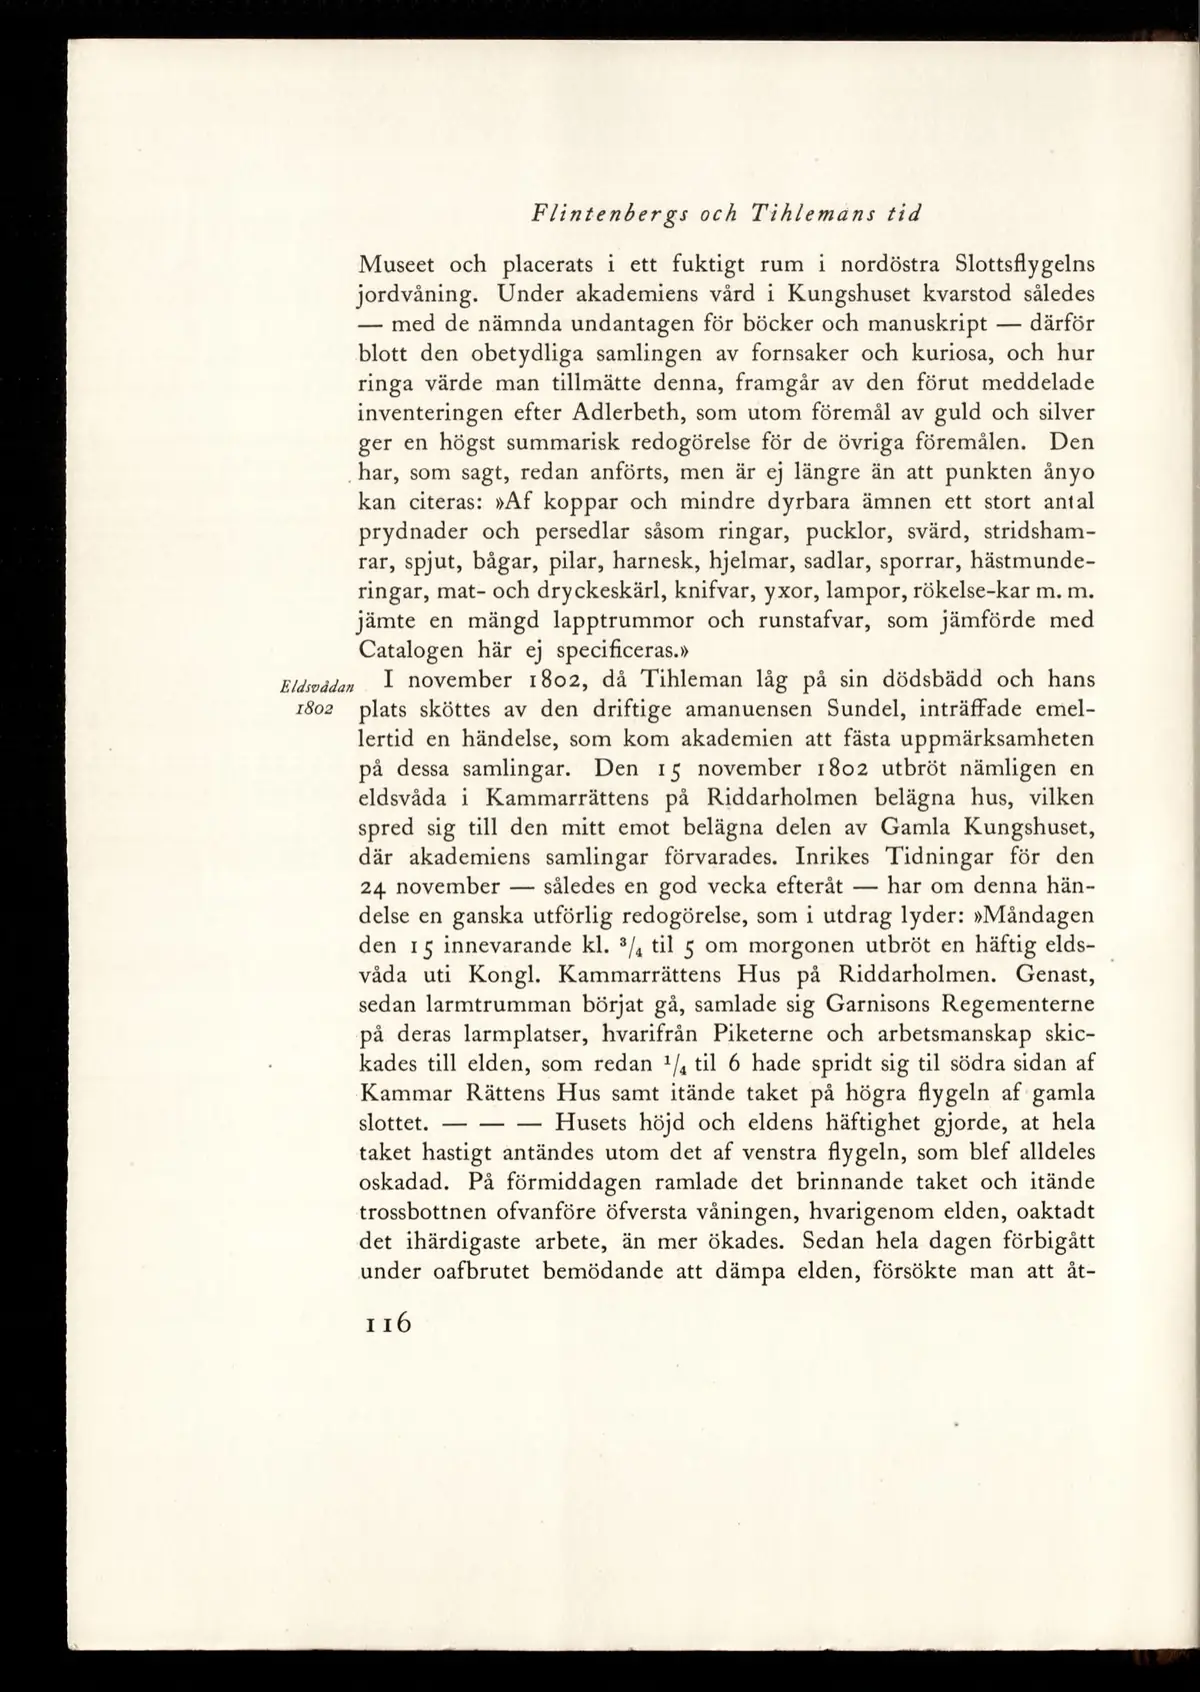 Flintenbergs och Tihlemans tid
Museet och placerats i ett fuktigt rum i nordöstra Slottsflygelns
jordvåning. Under akademiens vård i Kungshuset kvarstod således
— med de nämnda undantagen för böcker och manuskript — därför
blott den obetydliga samlingen av fornsaker och kuriosa, och hur
ringa värde man tillmätte denna, framgår av den förut meddelade
inventeringen efter Adlerbeth, som utom föremål av guld och silver
ger en högst summarisk redogörelse för de övriga föremålen. Den
har, som sagt, redan anförts, men är ej längre än att punkten ånyo
kan citeras: »Af koppar och mindre dyrbara ämnen ett stort antal
prydnader och persedlar såsom ringar, pucklor, svärd, stridsham-
rar, spjut, bågar, pilar, harnesk, hjelmar, sadlar, sporrar, hästmunde-
ringar, mat- och dryckeskärl, knifvar, yxor, lampor, rökelse-kar m. m.
jämte en mängd lapptrummor och runstafvar, som jämförde med
Catalogen här ej specificeras.»
Eldsvådan
1802
I november 1802, då Tihleman låg på sin dödsbädd och hans
plats sköttes av den driftige amanuensen Sundel, inträffade emel-
lertid en händelse, som kom akademien att fästa uppmärksamheten
på dessa samlingar. Den 15 november 1802 utbröt nämligen en
eldsvåda i Kammarrättens på Riddarholmen belägna hus, vilken
spred sig till den mitt emot belägna delen av Gamla Kungshuset,
där akademiens samlingar förvarades. Inrikes Tidningar för den
24 november — således en god vecka efteråt — har om denna hän-
delse en ganska utförlig redogörelse, som i utdrag lyder: »Måndagen
den 15 innevarande kl. ³/₄ til 5 om morgonen utbröt en häftig elds-
våda uti Kongl. Kammarrättens Hus på Riddarholmen. Genast,
sedan larmtrumman börjat gå, samlade sig Garnisons Regementerne
på deras larmplatser, hvarifrån Piketerne och arbetsmanskap skic-
kades till elden, som redan ¹/₄ til 6 hade spridt sig til södra sidan af
Kammar Rättens Hus samt itände taket på högra flygeln af gamla
slottet. — — — Husets höjd och eldens häftighet gjorde, at hela
taket hastigt antändes utom det af venstra flygeln, som blef alldeles
oskadad. På förmiddagen ramlade det brinnande taket och itände
trossbottnen ofvanföre öfversta våningen, hvarigenom elden, oaktadt
det ihärdigaste arbete, än mer ökades. Sedan hela dagen förbigått
under oafbrutet bemödande att dämpa elden, försökte man att åt-
116